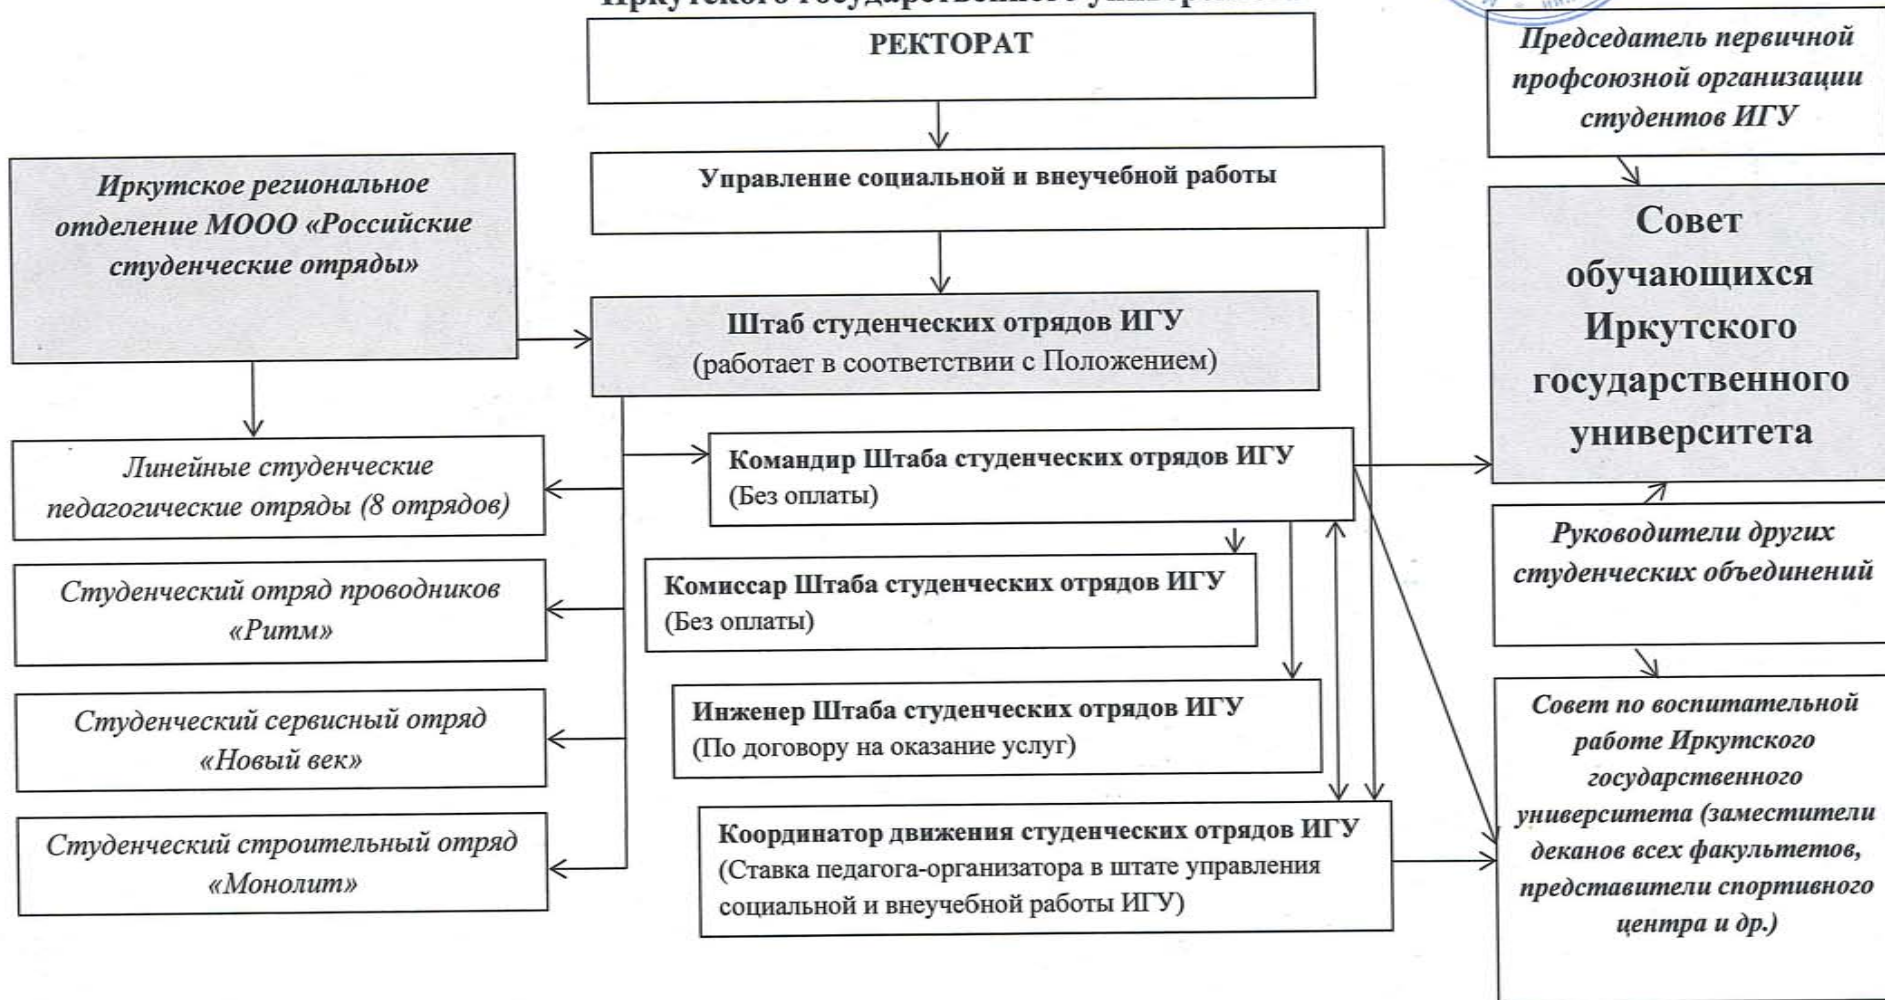 Иркутского государственного университета
РЕКТОРАТ
Председатель первичной
профсоюзной организации
студентов ИГУ
Управление социальной и внеучебной работы
Иркутское региональное
отделение МООО «Российские
студенческие отряды»
Совет
обучающихся
Иркутского
государственного
университета
Штаб студенческих отрядов ИГУ
(работает в соответствии с Положением)
Линейные студенческие
педагогические отряды (8 отрядов)
Командир Штаба студенческих отрядов ИГУ
(Без оплаты)
Руководители других
студенческих объединений
Студенческий отряд проводников
«Ритм»
Комиссар Штаба студенческих отрядов ИГУ
(Без оплаты)
Студенческий сервисный отряд
«Новый век»
Инженер Штаба студенческих отрядов ИГУ
(По договору на оказание услуг)
Совет по воспитательной
работе Иркутского
государственного
университета (заместители
деканов всех факультетов,
представители спортивного
центра и др.)
Студенческий строительный отряд
«Монолит»
Координатор движения студенческих отрядов ИГУ
(Ставка педагога-организатора в штате управления
социальной и внеучебной работы ИГУ)